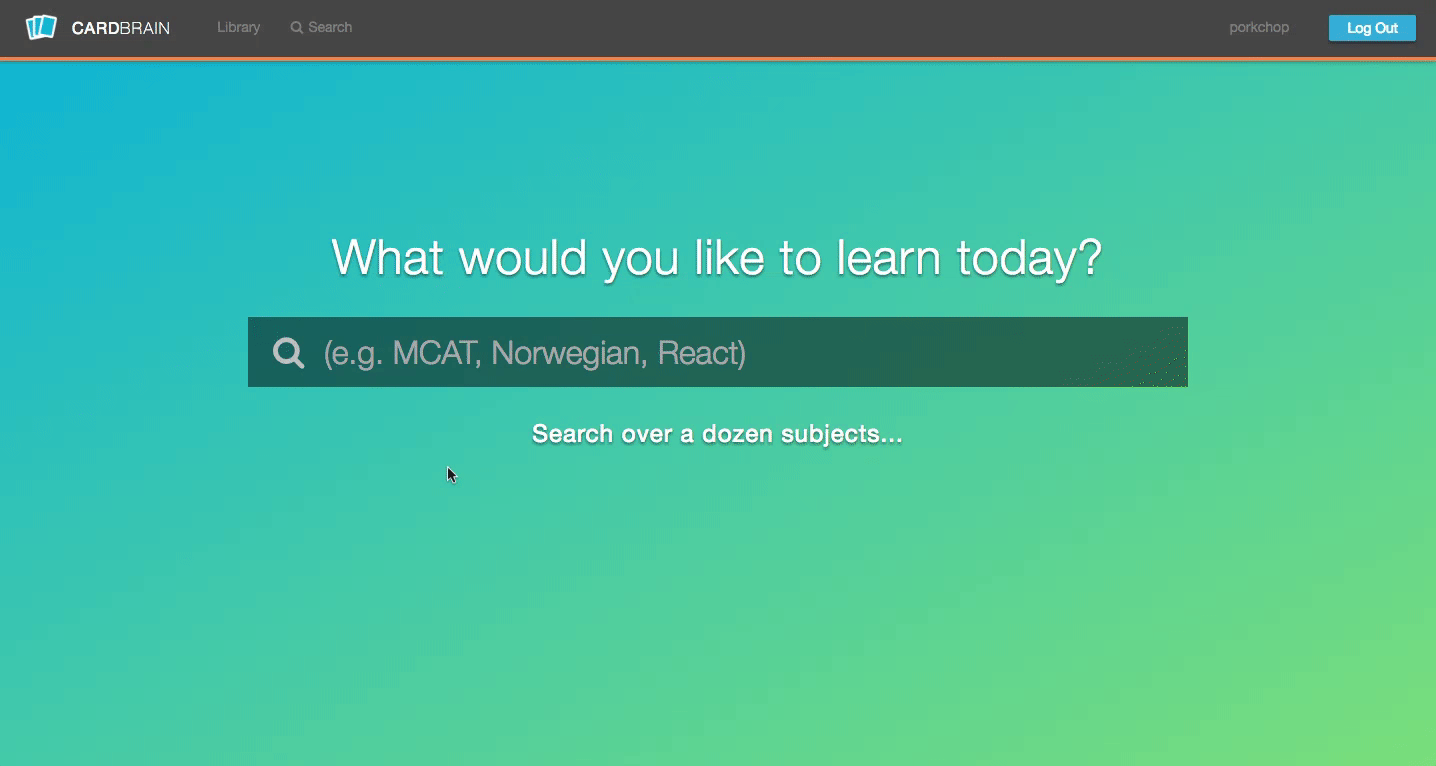 CARDBRAIN Library Search porkchop Log Out
What would you like to learn today?
(e.g. MCAT, Norwegian, React)
Search over a dozen subjects...